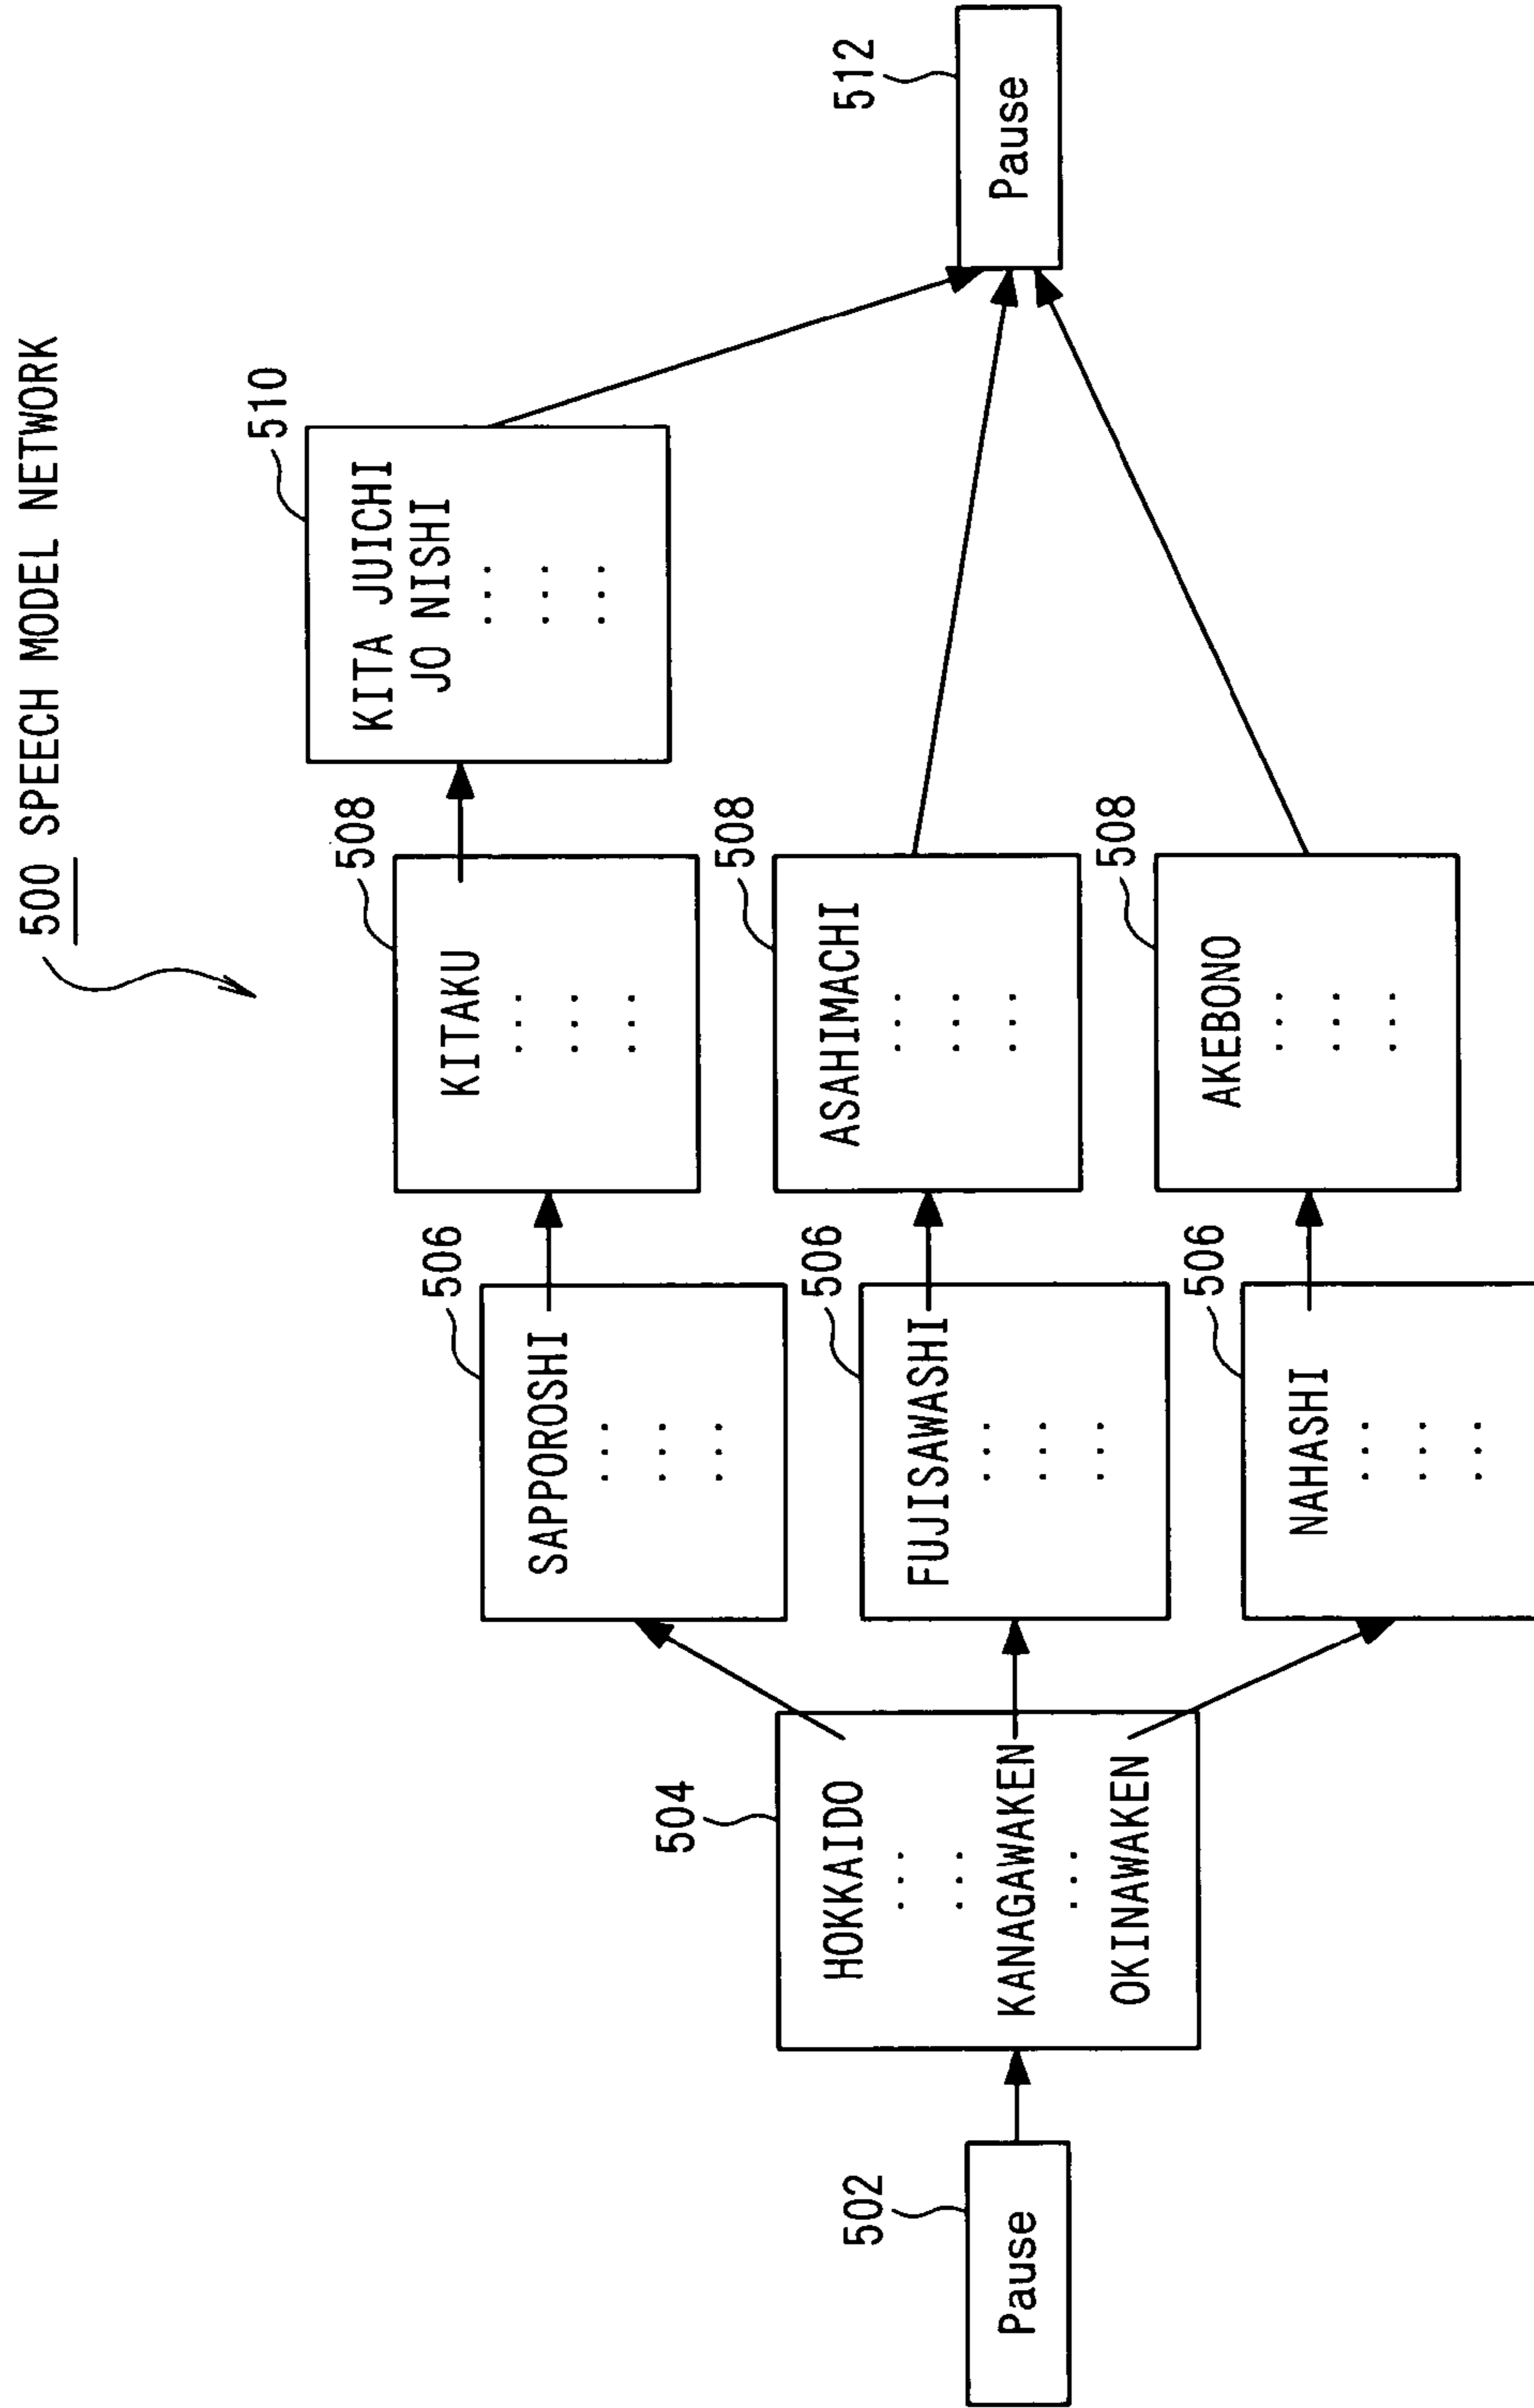 500 SPEECH MODEL NETWORK
502
Pause
504
HOKKAIDO
...
...
KANAGAWAKEN
...
OKINAWAKEN
506
SAPPOROSHI
...
...
...
506
FUJISAWASHI
...
...
...
506
NAHASHI
...
...
...
508
KITAKU
...
...
...
508
ASAHIMACHI
...
...
...
508
AKEBONO
...
...
...
510
KITA JUICHI
JO NISHI
...
...
...
512
Pause